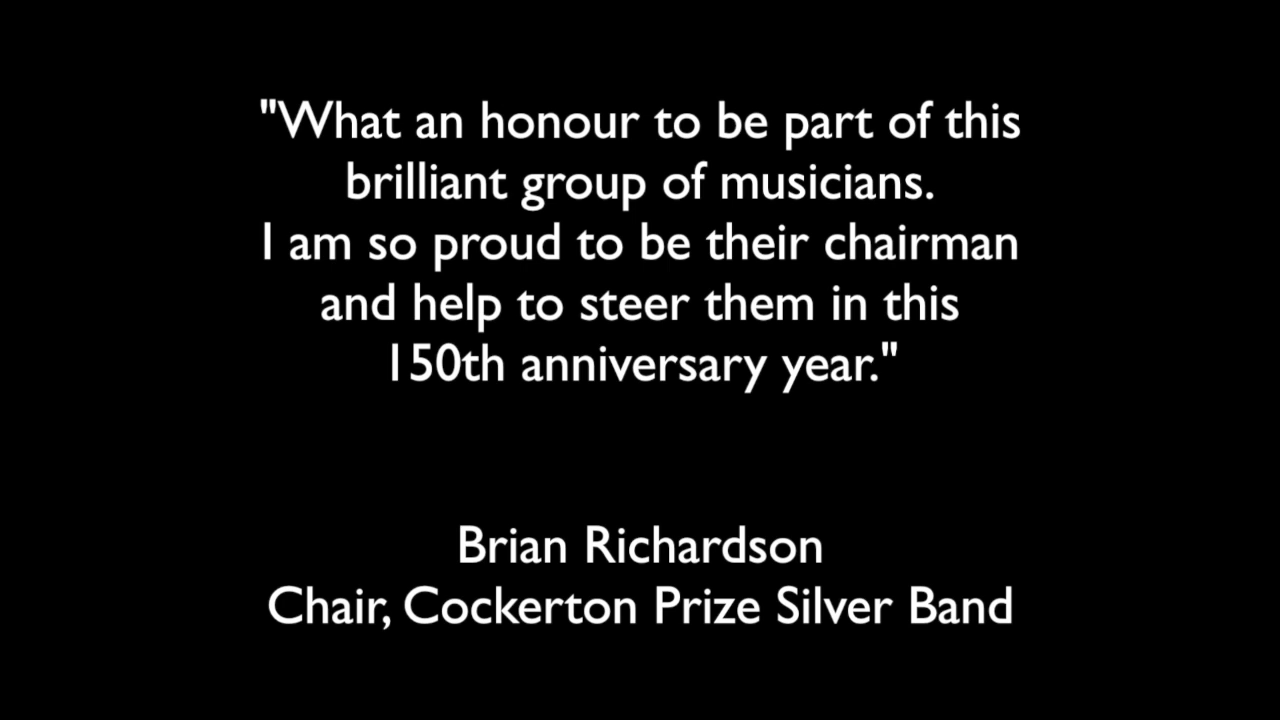 "What an honour to be part of this
brilliant group of musicians.
I am so proud to be their chairman
and help to steer them in this
150th anniversary year."
Brian Richardson
Chair, Cockerton Prize Silver Band